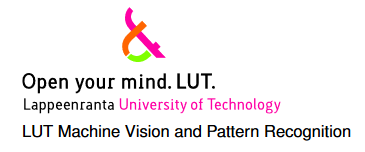 Open your mind. LUT.
Lappeenranta University of Technology
LUT Machine Vision and Pattern Recognition